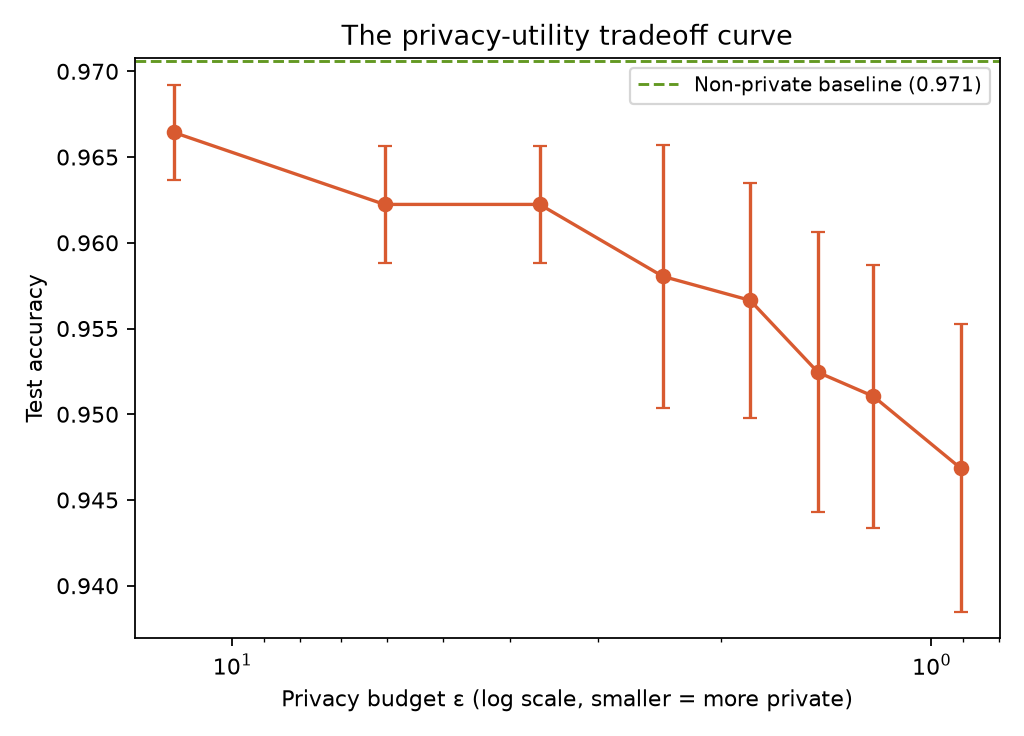 The privacy-utility tradeoff curve
Non-private baseline (0.971)
0.970
0.965
0.960
0.955
0.950
0.945
0.940
Test accuracy
10¹
10⁰
Privacy budget ε (log scale, smaller = more private)